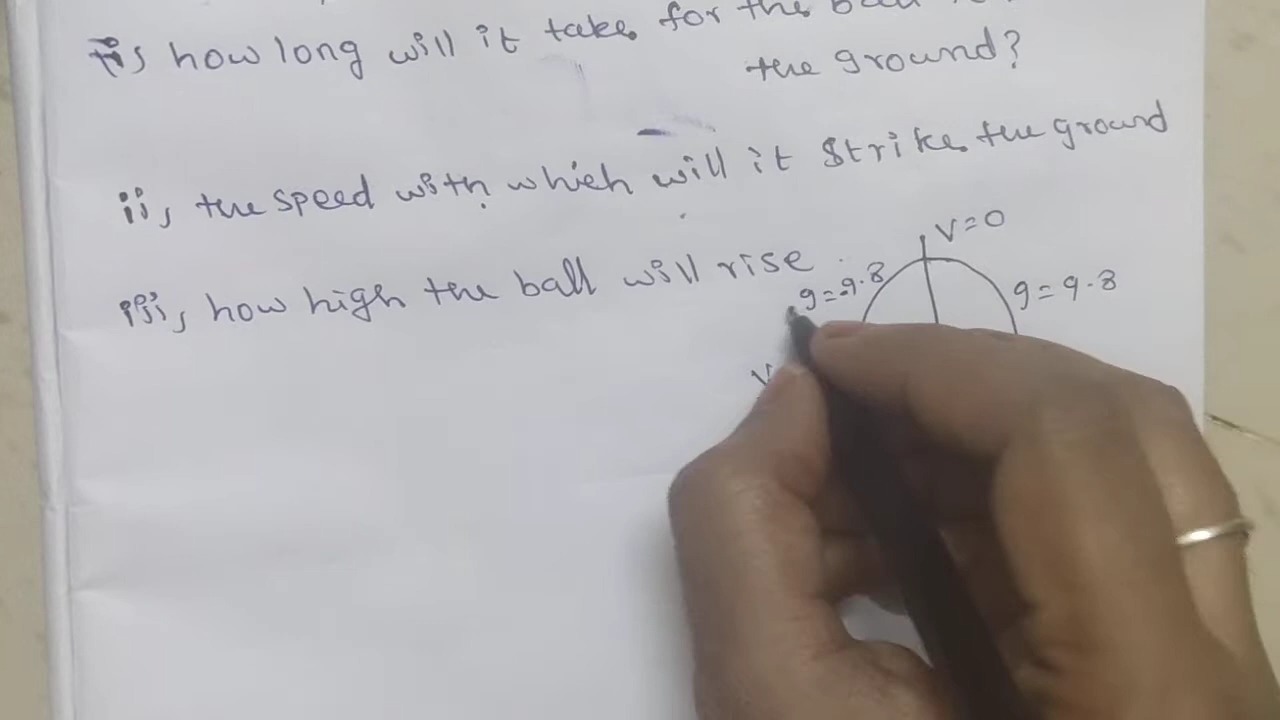 i, how long will it take for the ball
the ground?
ii, the speed with which will it strike the ground
V=0
iii, how high the ball will rise
g=-9.8
g=9.8
V